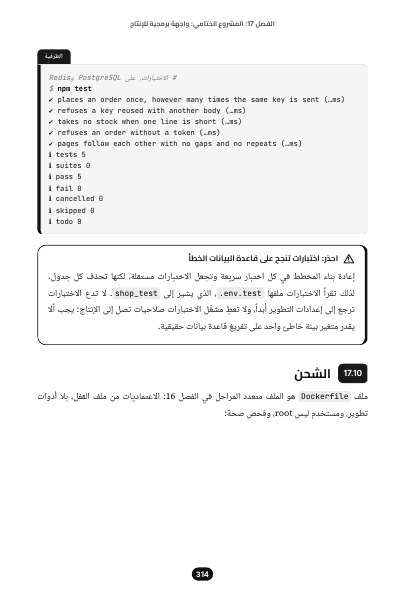 الفصل 17: المشروع الختامي: واجهة برمجية للإنتاج
الطرفية
# الاختبارات، على PostgreSQL وRedis
$ npm test
✔ places an order once, however many times the same key is sent (…ms)
✔ refuses a key reused with another body (…ms)
✔ takes no stock when one line is short (…ms)
✔ refuses an order without a token (…ms)
✔ pages follow each other with no gaps and no repeats (…ms)
ℹ tests 5
ℹ suites 0
ℹ pass 5
ℹ fail 0
ℹ cancelled 0
ℹ skipped 0
ℹ todo 0
احذر: اختبارات تنجح على قاعدة البيانات الخطأ
إعادة بناء المخطط في كل اختبار سريعة وتجعل الاختبارات مستقلة، لكنها تحذف كل جدول.
لذلك تقرأ الاختبارات ملفها .env.test، الذي يشير إلى shop_test. لا تدع الاختبارات
ترجع إلى إعدادات التطوير أبداً، ولا تعطِ مشغّل الاختبارات صلاحيات تصل إلى الإنتاج: يجب ألا
يقدر متغير بيئة خاطئ واحد على تفريغ قاعدة بيانات حقيقية.
17.10 الشحن
ملف Dockerfile هو الملف متعدد المراحل في الفصل 16: الاعتماديات من ملف القفل، بلا أدوات
تطوير، ومستخدم ليس root، وفحص صحة:
314